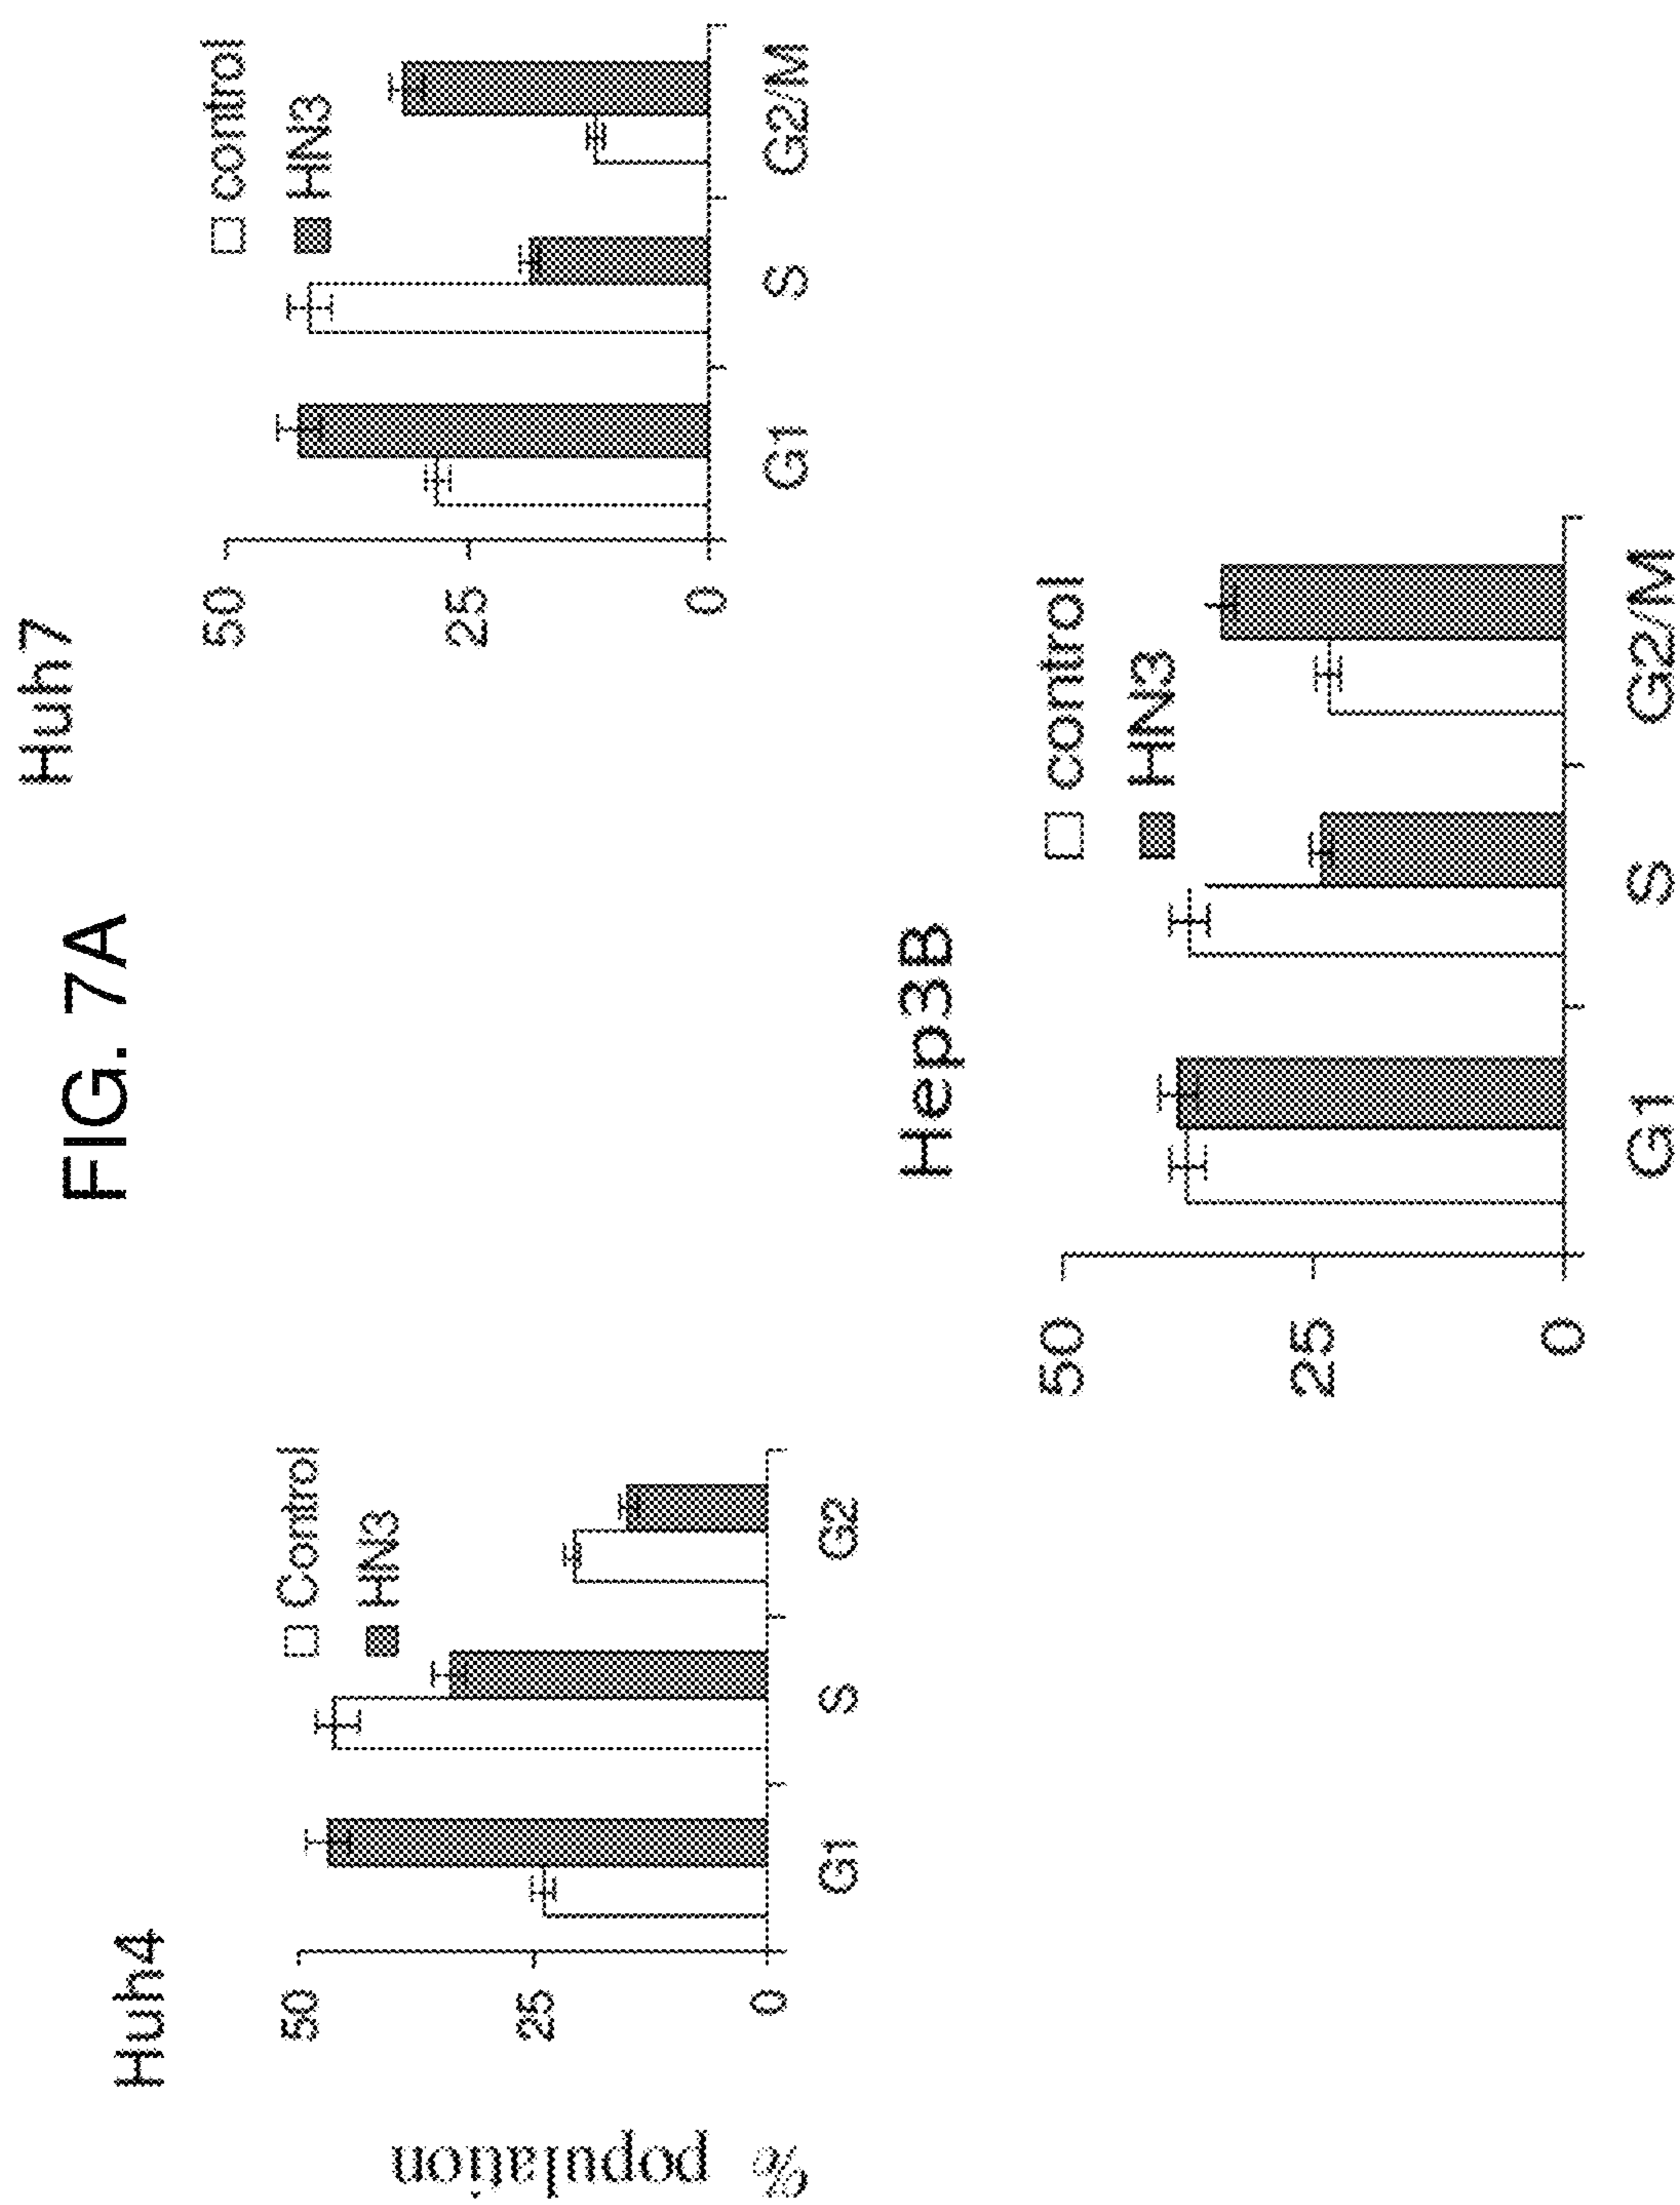 FIG. 7A
% population
Huh4
50
25
0
Control
HN3
G1 S G2
Huh7
50
25
0
control
HN3
G1 S G2/M
Hep3B
50
25
0
control
HN3
G1 S G2/M